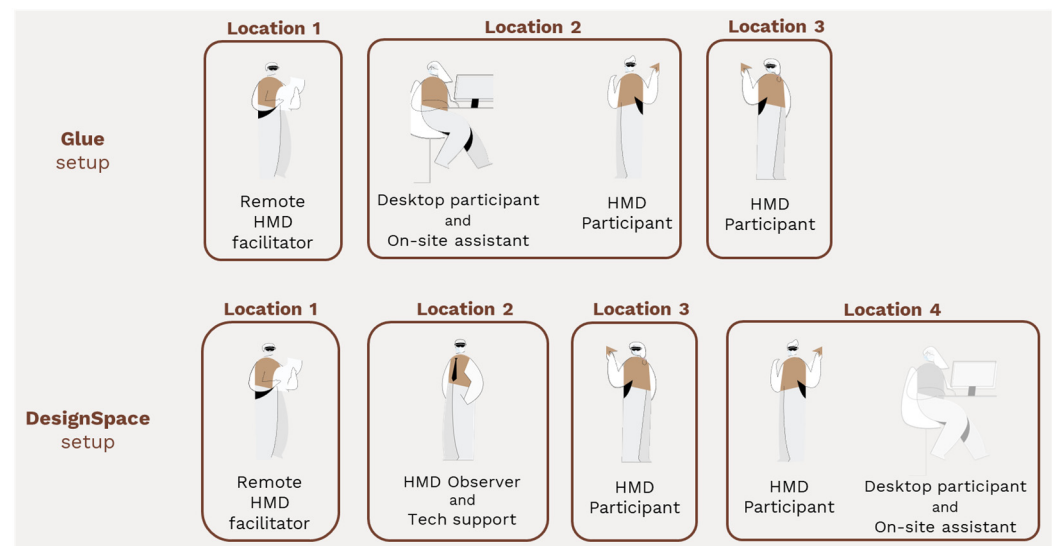 Location 1
Location 2
Location 3
Glue
setup
Remote
HMD
facilitator
Desktop participant
and
On-site assistant
HMD
Participant
HMD
Participant
Location 1
Location 2
Location 3
Location 4
DesignSpace
setup
Remote
HMD
facilitator
HMD Observer
and
Tech support
HMD
Participant
HMD
Participant
Desktop participant
and
On-site assistant